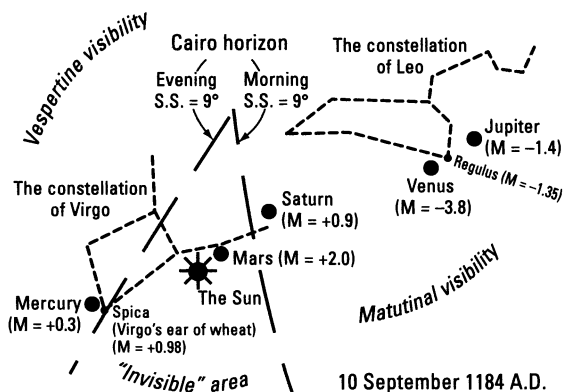 Vespertine visibility
Cairo horizon
Evening
S.S. = 9°
Morning
S.S. = 9°
The constellation
of Leo
Jupiter
(M = –1.4)
Regulus (M = –1.35)
Venus
(M = –3.8)
The constellation
of Virgo
Saturn
(M = +0.9)
Mars (M = +2.0)
The Sun
Mercury
(M = +0.3)
Spica
(Virgo's ear of wheat)
(M = +0.98)
Matutinal visibility
"Invisible" area
10 September 1184 A.D.